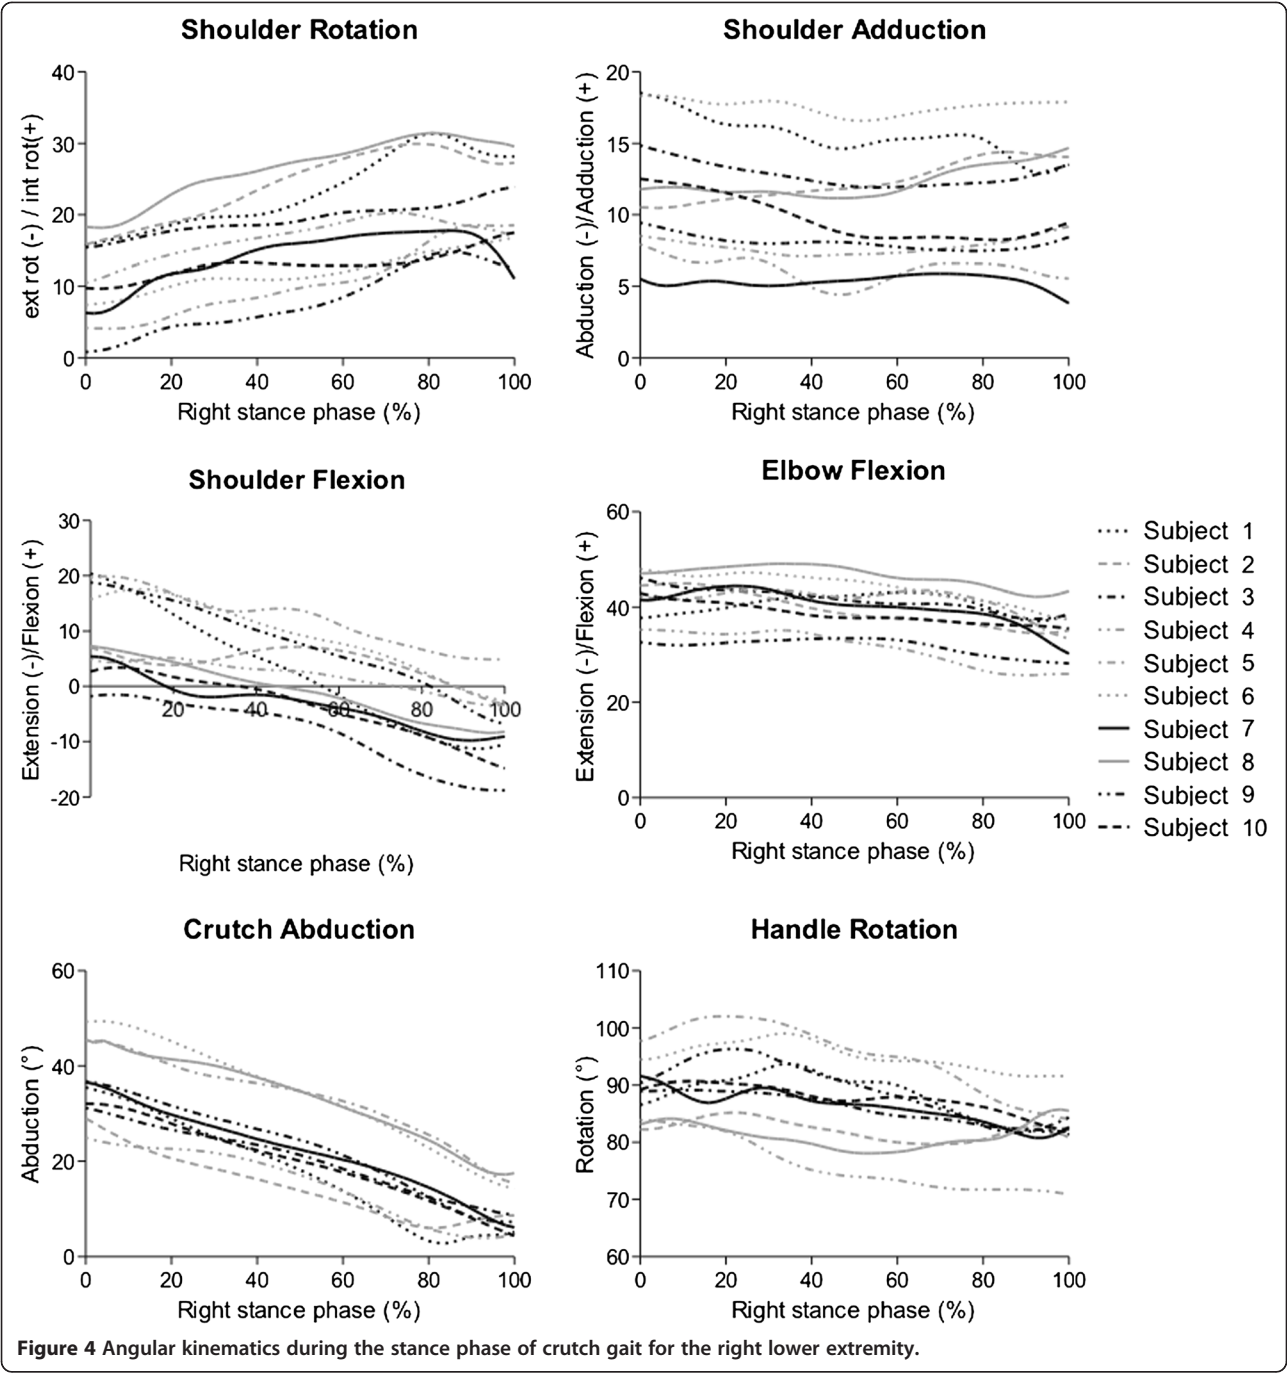 Shoulder Rotation
ext rot (-) / int rot(+)
40
30
20
10
0
0 20 40 60 80 100
Right stance phase (%)
Shoulder Adduction
Abduction (-)/Adduction (+)
20
15
10
5
0
0 20 40 60 80 100
Right stance phase (%)
Shoulder Flexion
Extension (-)/Flexion (+)
30
20
10
0
-10
-20
20 40 60 80 100
Right stance phase (%)
Elbow Flexion
Extension (-)/Flexion (+)
60
40
20
0
0 20 40 60 80 100
Right stance phase (%)
Subject 1
Subject 2
Subject 3
Subject 4
Subject 5
Subject 6
Subject 7
Subject 8
Subject 9
Subject 10
Crutch Abduction
Abduction (°)
60
40
20
0
0 20 40 60 80 100
Right stance phase (%)
Handle Rotation
Rotation (°)
110
100
90
80
70
60
0 20 40 60 80 100
Right stance phase (%)
Figure 4 Angular kinematics during the stance phase of crutch gait for the right lower extremity.